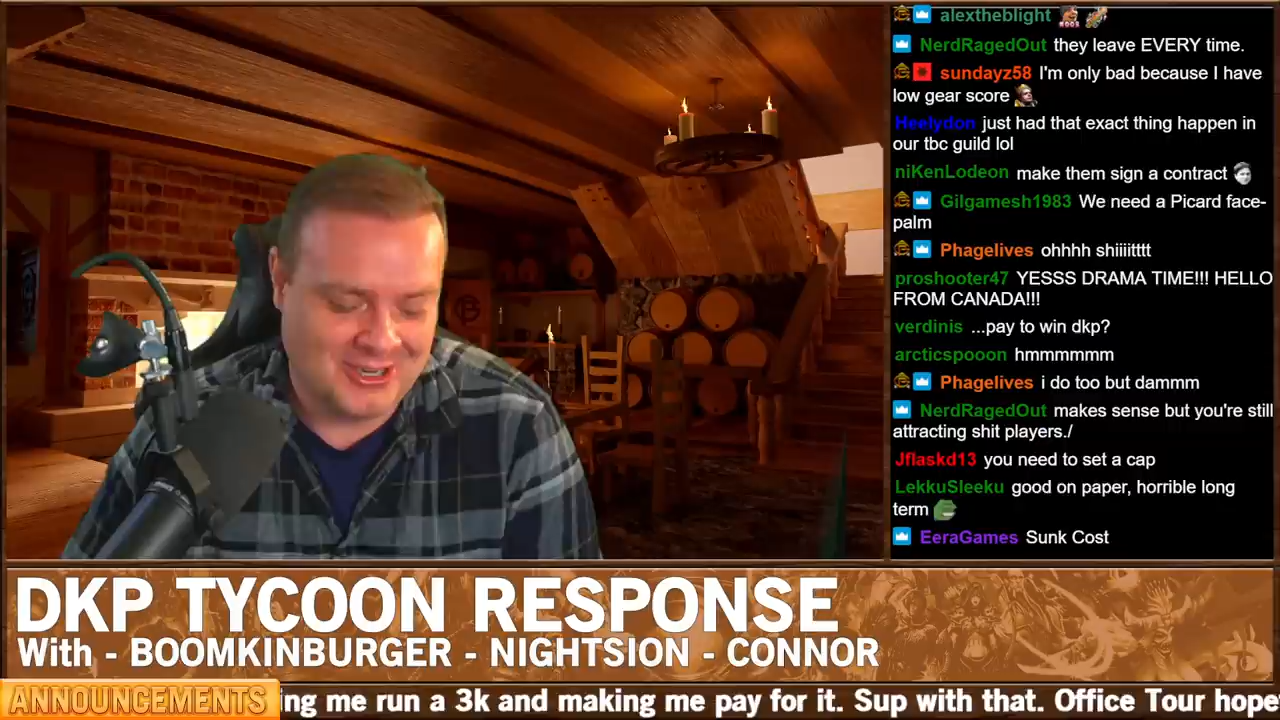 alextheblight
NerdRagedOut they leave EVERY time.
sundayz58 I'm only bad because I have
low gear score
Heelydon just had that exact thing happen in
our tbc guild lol
niKenLodeon make them sign a contract
Gilgamesh1983 We need a Picard face-
palm
Phagelives ohhhh shiiiitttt
proshooter47 YESSS DRAMA TIME!!! HELLO
FROM CANADA!!!
verdinis ...pay to win dkp?
arcticspooon hmmmmmm
Phagelives i do too but dammm
NerdRagedOut makes sense but you're still
attracting shit players./
Jflaskd13 you need to set a cap
LekkuSleeku good on paper, horrible long
term
EeraGames Sunk Cost
DKP TYCOON RESPONSE
With - BOOMKINBURGER - NIGHTSION - CONNOR
ANNOUNCEMENTS ing me run a 3k and making me pay for it. Sup with that. Office Tour hope